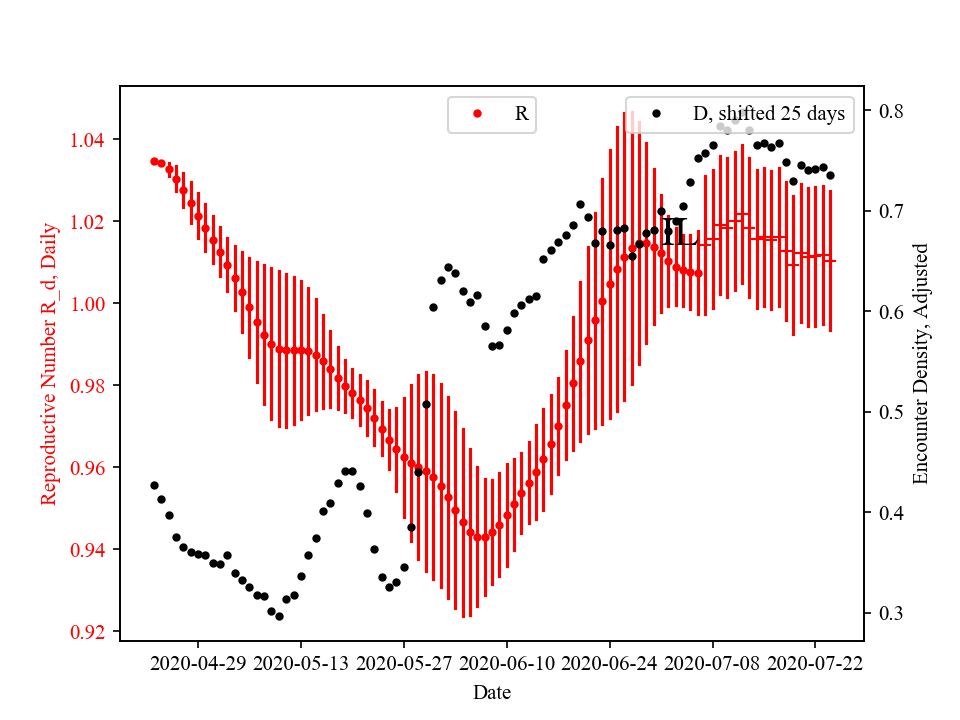 R
D, shifted 25 days
1.04
1.02
1.00
0.98
0.96
0.94
0.92
Reproductive Number R_d, Daily
IL
0.8
0.7
0.6
0.5
0.4
0.3
Encounter Density, Adjusted
2020-04-29 2020-05-13 2020-05-27 2020-06-10 2020-06-24 2020-07-08 2020-07-22
Date